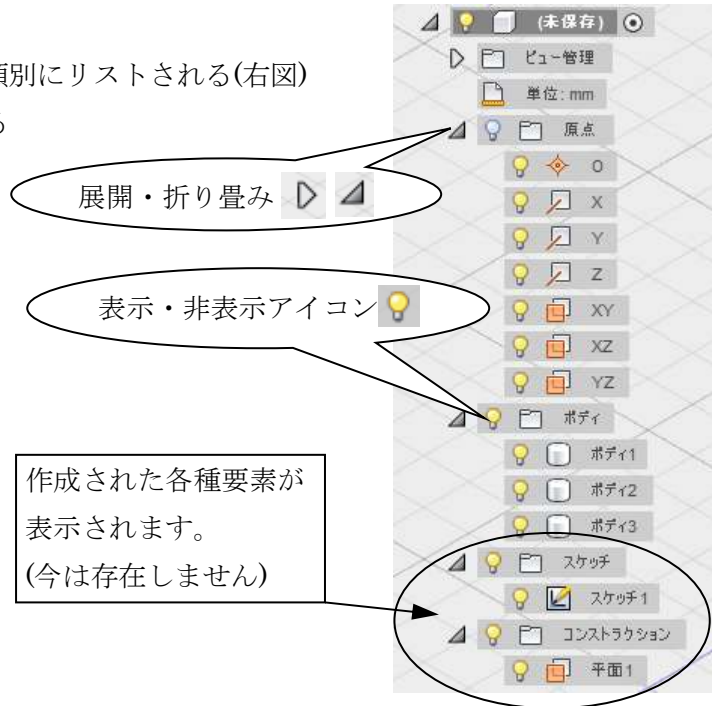 (未保存)
ビュー管理
単位: mm
原点
O
X
Y
Z
XY
XZ
YZ
ボディ
ボディ1
ボディ2
ボディ3
スケッチ
スケッチ1
コンストラクション
平面1
別にリストされる(右図)
展開・折り畳み
表示・非表示アイコン
作成された各種要素が
表示されます。
(今は存在しません)